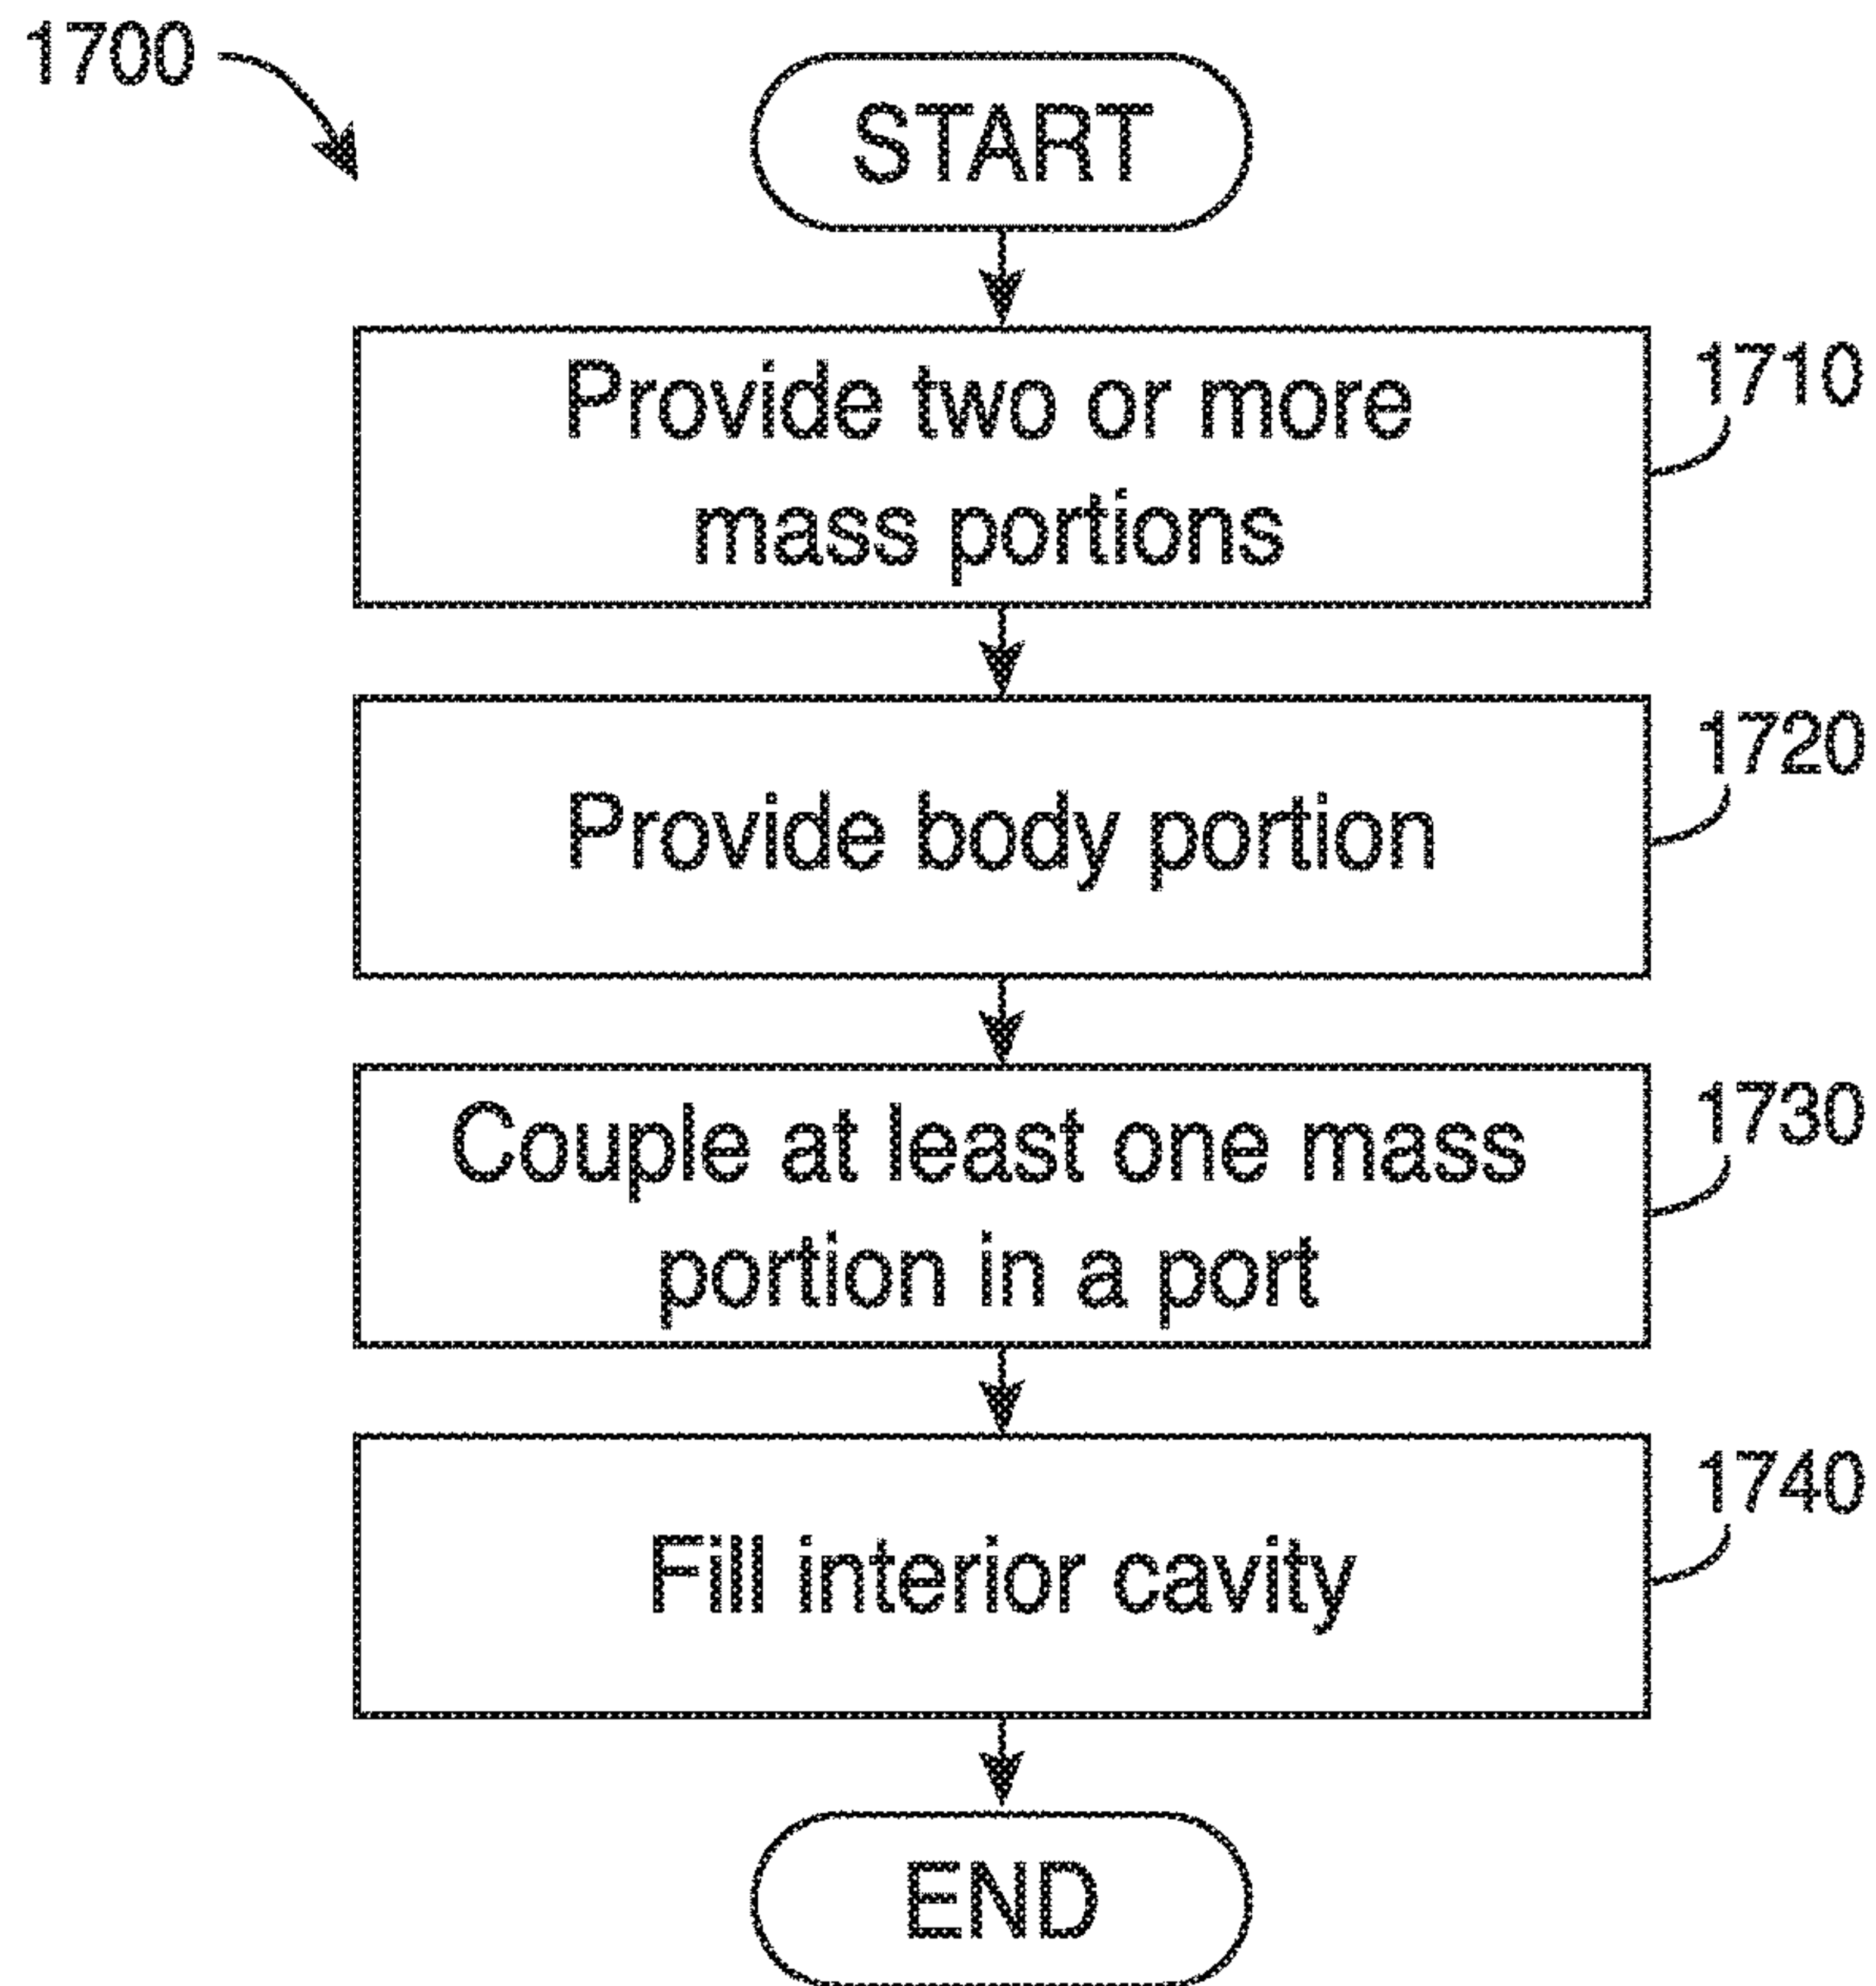 1700
START
Provide two or more
mass portions
1710
Provide body portion
1720
Couple at least one mass
portion in a port
1730
Fill interior cavity
1740
END